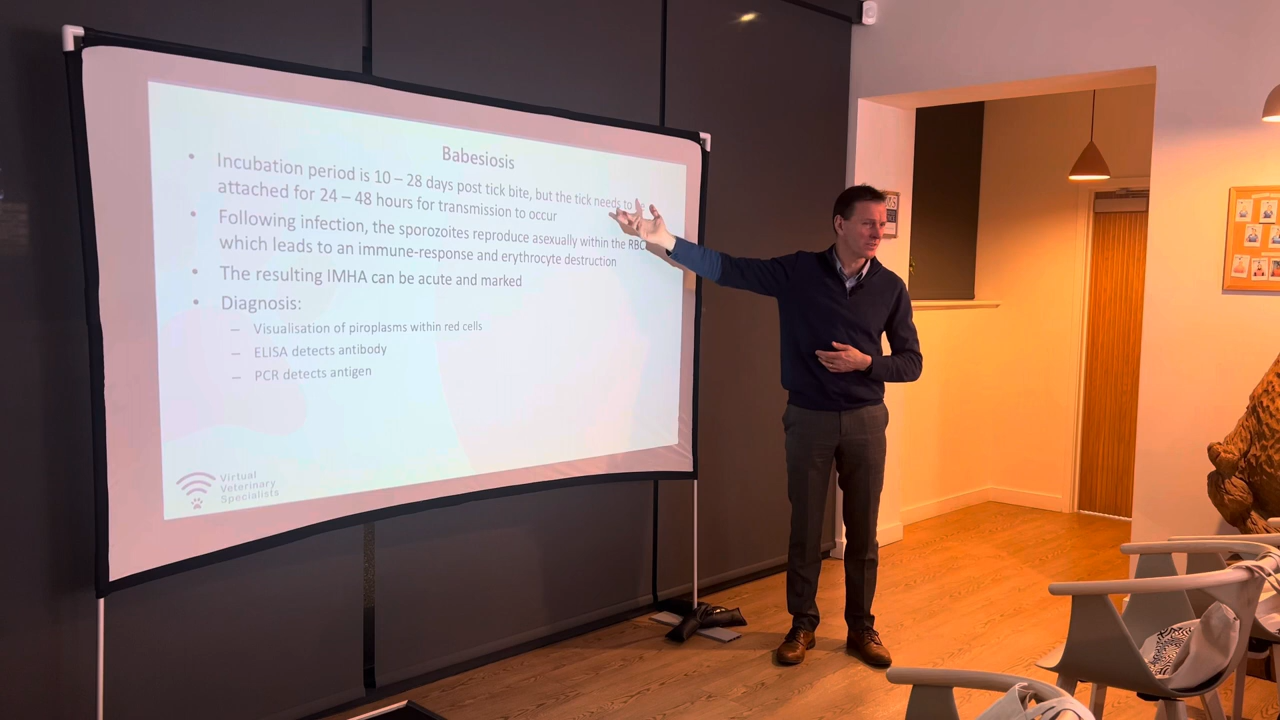 Babesiosis
• Incubation period is 10 – 28 days post tick bite, but the tick needs to be
attached for 24 – 48 hours for transmission to occur
• Following infection, the sporozoites reproduce asexually within the RBC
which leads to an immune-response and erythrocyte destruction
• The resulting IMHA can be acute and marked
• Diagnosis:
– Visualisation of piroplasms within red cells
– ELISA detects antibody
– PCR detects antigen
Virtual
Veterinary
Specialists